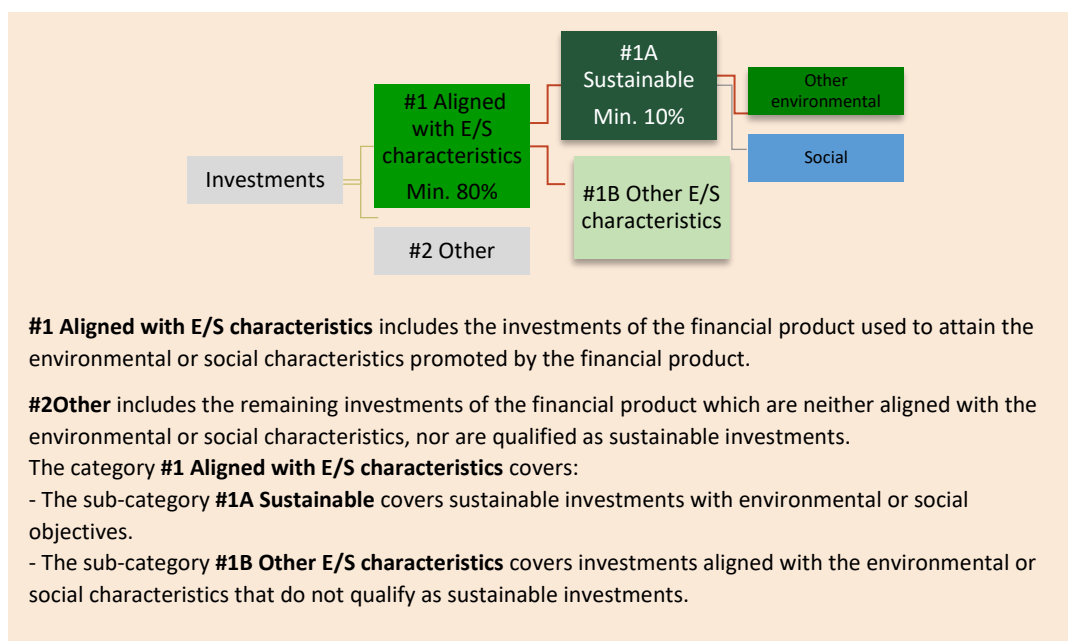 Investments
#1 Aligned
with E/S
characteristics
Min. 80%
#2 Other
#1A
Sustainable
Min. 10%
#1B Other E/S
characteristics
Other
environmental
Social
#1 Aligned with E/S characteristics includes the investments of the financial product used to attain the
environmental or social characteristics promoted by the financial product.
#2Other includes the remaining investments of the financial product which are neither aligned with the
environmental or social characteristics, nor are qualified as sustainable investments.
The category #1 Aligned with E/S characteristics covers:
- The sub-category #1A Sustainable covers sustainable investments with environmental or social
objectives.
- The sub-category #1B Other E/S characteristics covers investments aligned with the environmental or
social characteristics that do not qualify as sustainable investments.